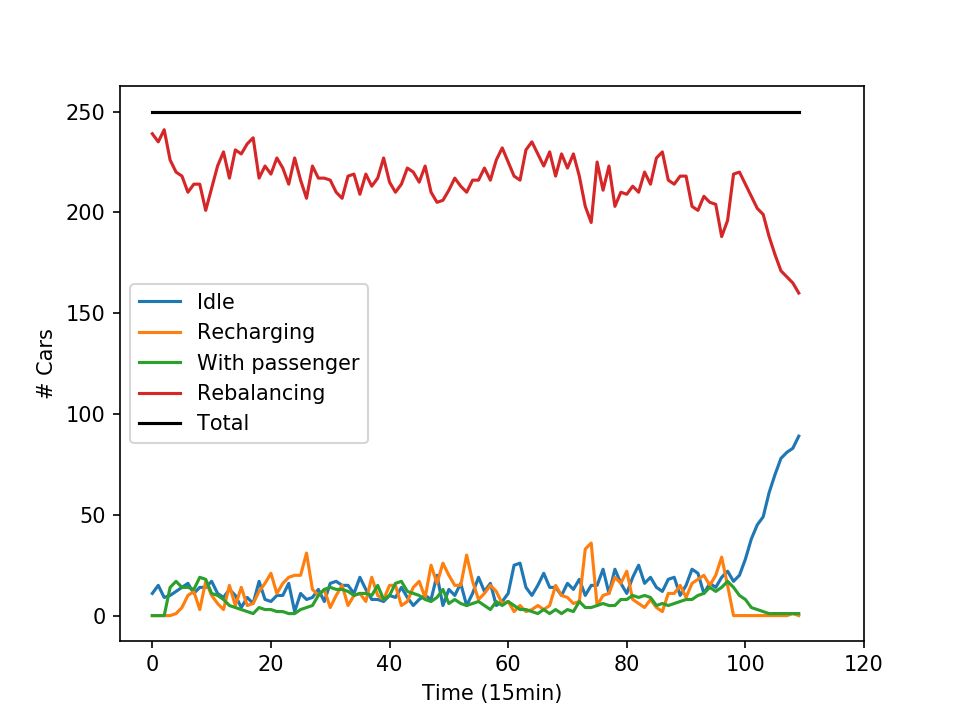 250
200
150
100
50
0
# Cars
Idle
Recharging
With passenger
Rebalancing
Total
0 20 40 60 80 100 120
Time (15min)